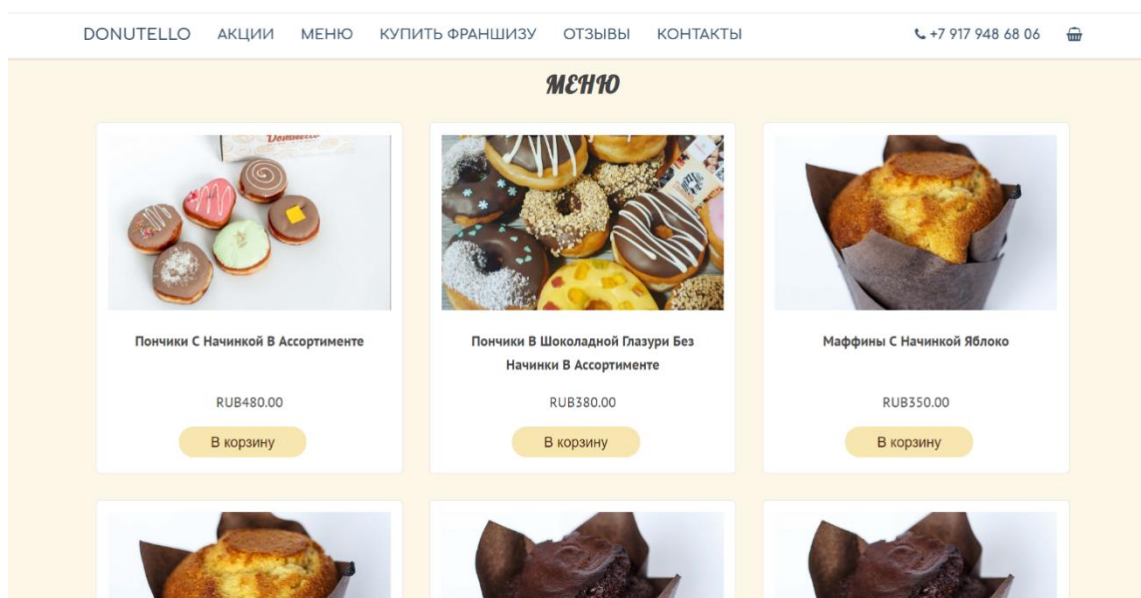 DONUTELLO АКЦИИ МЕНЮ КУПИТЬ ФРАНШИЗУ ОТЗЫВЫ КОНТАКТЫ +7 917 948 68 06
МЕНЮ
Пончики С Начинкой В Ассортименте
RUB480.00
В корзину
Пончики В Шоколадной Глазури Без
Начинки В Ассортименте
RUB380.00
В корзину
Маффины С Начинкой Яблоко
RUB350.00
В корзину